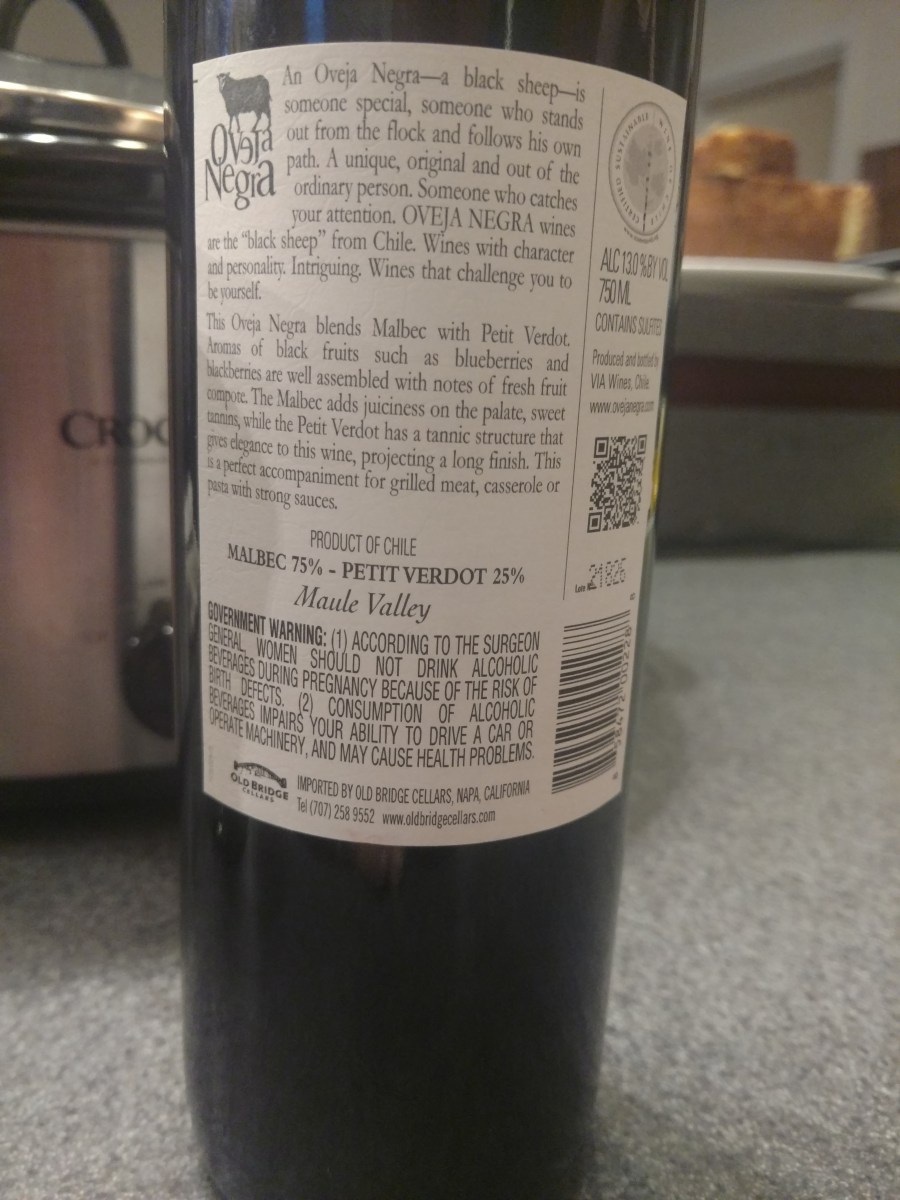 An Oveja Negra—a black sheep—is
someone special, someone who stands
out from the flock and follows his own
path. A unique, original and out of the
ordinary person. Someone who catches
your attention. OVEJA NEGRA wines
are the "black sheep" from Chile. Wines with character
and personality. Intriguing. Wines that challenge you to
be yourself.
Oveja
Negra
This Oveja Negra blends Malbec with Petit Verdot.
Aromas of black fruits such as blueberries and
blackberries are well assembled with notes of fresh fruit
compote. The Malbec adds juiciness on the palate, sweet
tannins, while the Petit Verdot has a tannic structure that
gives elegance to this wine, projecting a long finish. This
is a perfect accompaniment for grilled meat, casserole or
pasta with strong sauces.
PRODUCT OF CHILE
MALBEC 75% - PETIT VERDOT 25%
Maule Valley
GOVERNMENT WARNING: (1) ACCORDING TO THE SURGEON
GENERAL, WOMEN SHOULD NOT DRINK ALCOHOLIC
BEVERAGES DURING PREGNANCY BECAUSE OF THE RISK OF
BIRTH DEFECTS. (2) CONSUMPTION OF ALCOHOLIC
BEVERAGES IMPAIRS YOUR ABILITY TO DRIVE A CAR OR
OPERATE MACHINERY, AND MAY CAUSE HEALTH PROBLEMS.
OLD BRIDGE
CELLARS
IMPORTED BY OLD BRIDGE CELLARS, NAPA, CALIFORNIA
Tel (707) 258 9552 www.oldbridgecellars.com
CERTIFIED SUSTAINABLE
ALC 13.0 %BY VOL
750 ML
CONTAINS SULFITES
Produced and bottled by
VIA Wines, Chile.
www.ovejanegra.com
Lote 21826
CROC